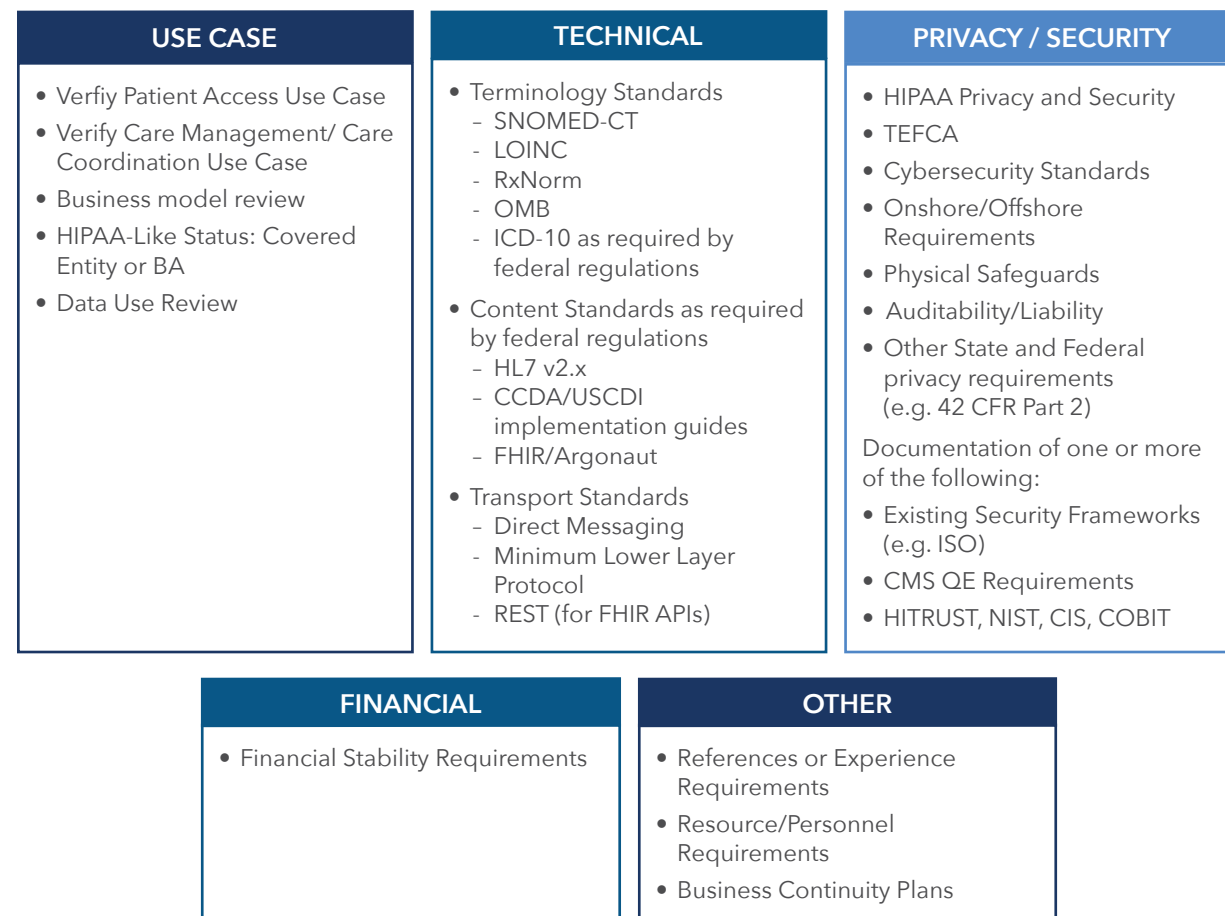 USE CASE
• Verfiy Patient Access Use Case
• Verify Care Management/ Care
Coordination Use Case
• Business model review
• HIPAA-Like Status: Covered
Entity or BA
• Data Use Review
TECHNICAL
• Terminology Standards
– SNOMED-CT
- LOINC
- RxNorm
- OMB
- ICD-10 as required by
federal regulations
• Content Standards as required
by federal regulations
– HL7 v2.x
– CCDA/USCDI
implementation guides
– FHIR/Argonaut
• Transport Standards
– Direct Messaging
- Minimum Lower Layer
Protocol
- REST (for FHIR APIs)
PRIVACY / SECURITY
• HIPAA Privacy and Security
• TEFCA
• Cybersecurity Standards
• Onshore/Offshore
Requirements
• Physical Safeguards
• Auditability/Liability
• Other State and Federal
privacy requirements
(e.g. 42 CFR Part 2)
Documentation of one or more
of the following:
• Existing Security Frameworks
(e.g. ISO)
• CMS QE Requirements
• HITRUST, NIST, CIS, COBIT
FINANCIAL
• Financial Stability Requirements
OTHER
• References or Experience
Requirements
• Resource/Personnel
Requirements
• Business Continuity Plans